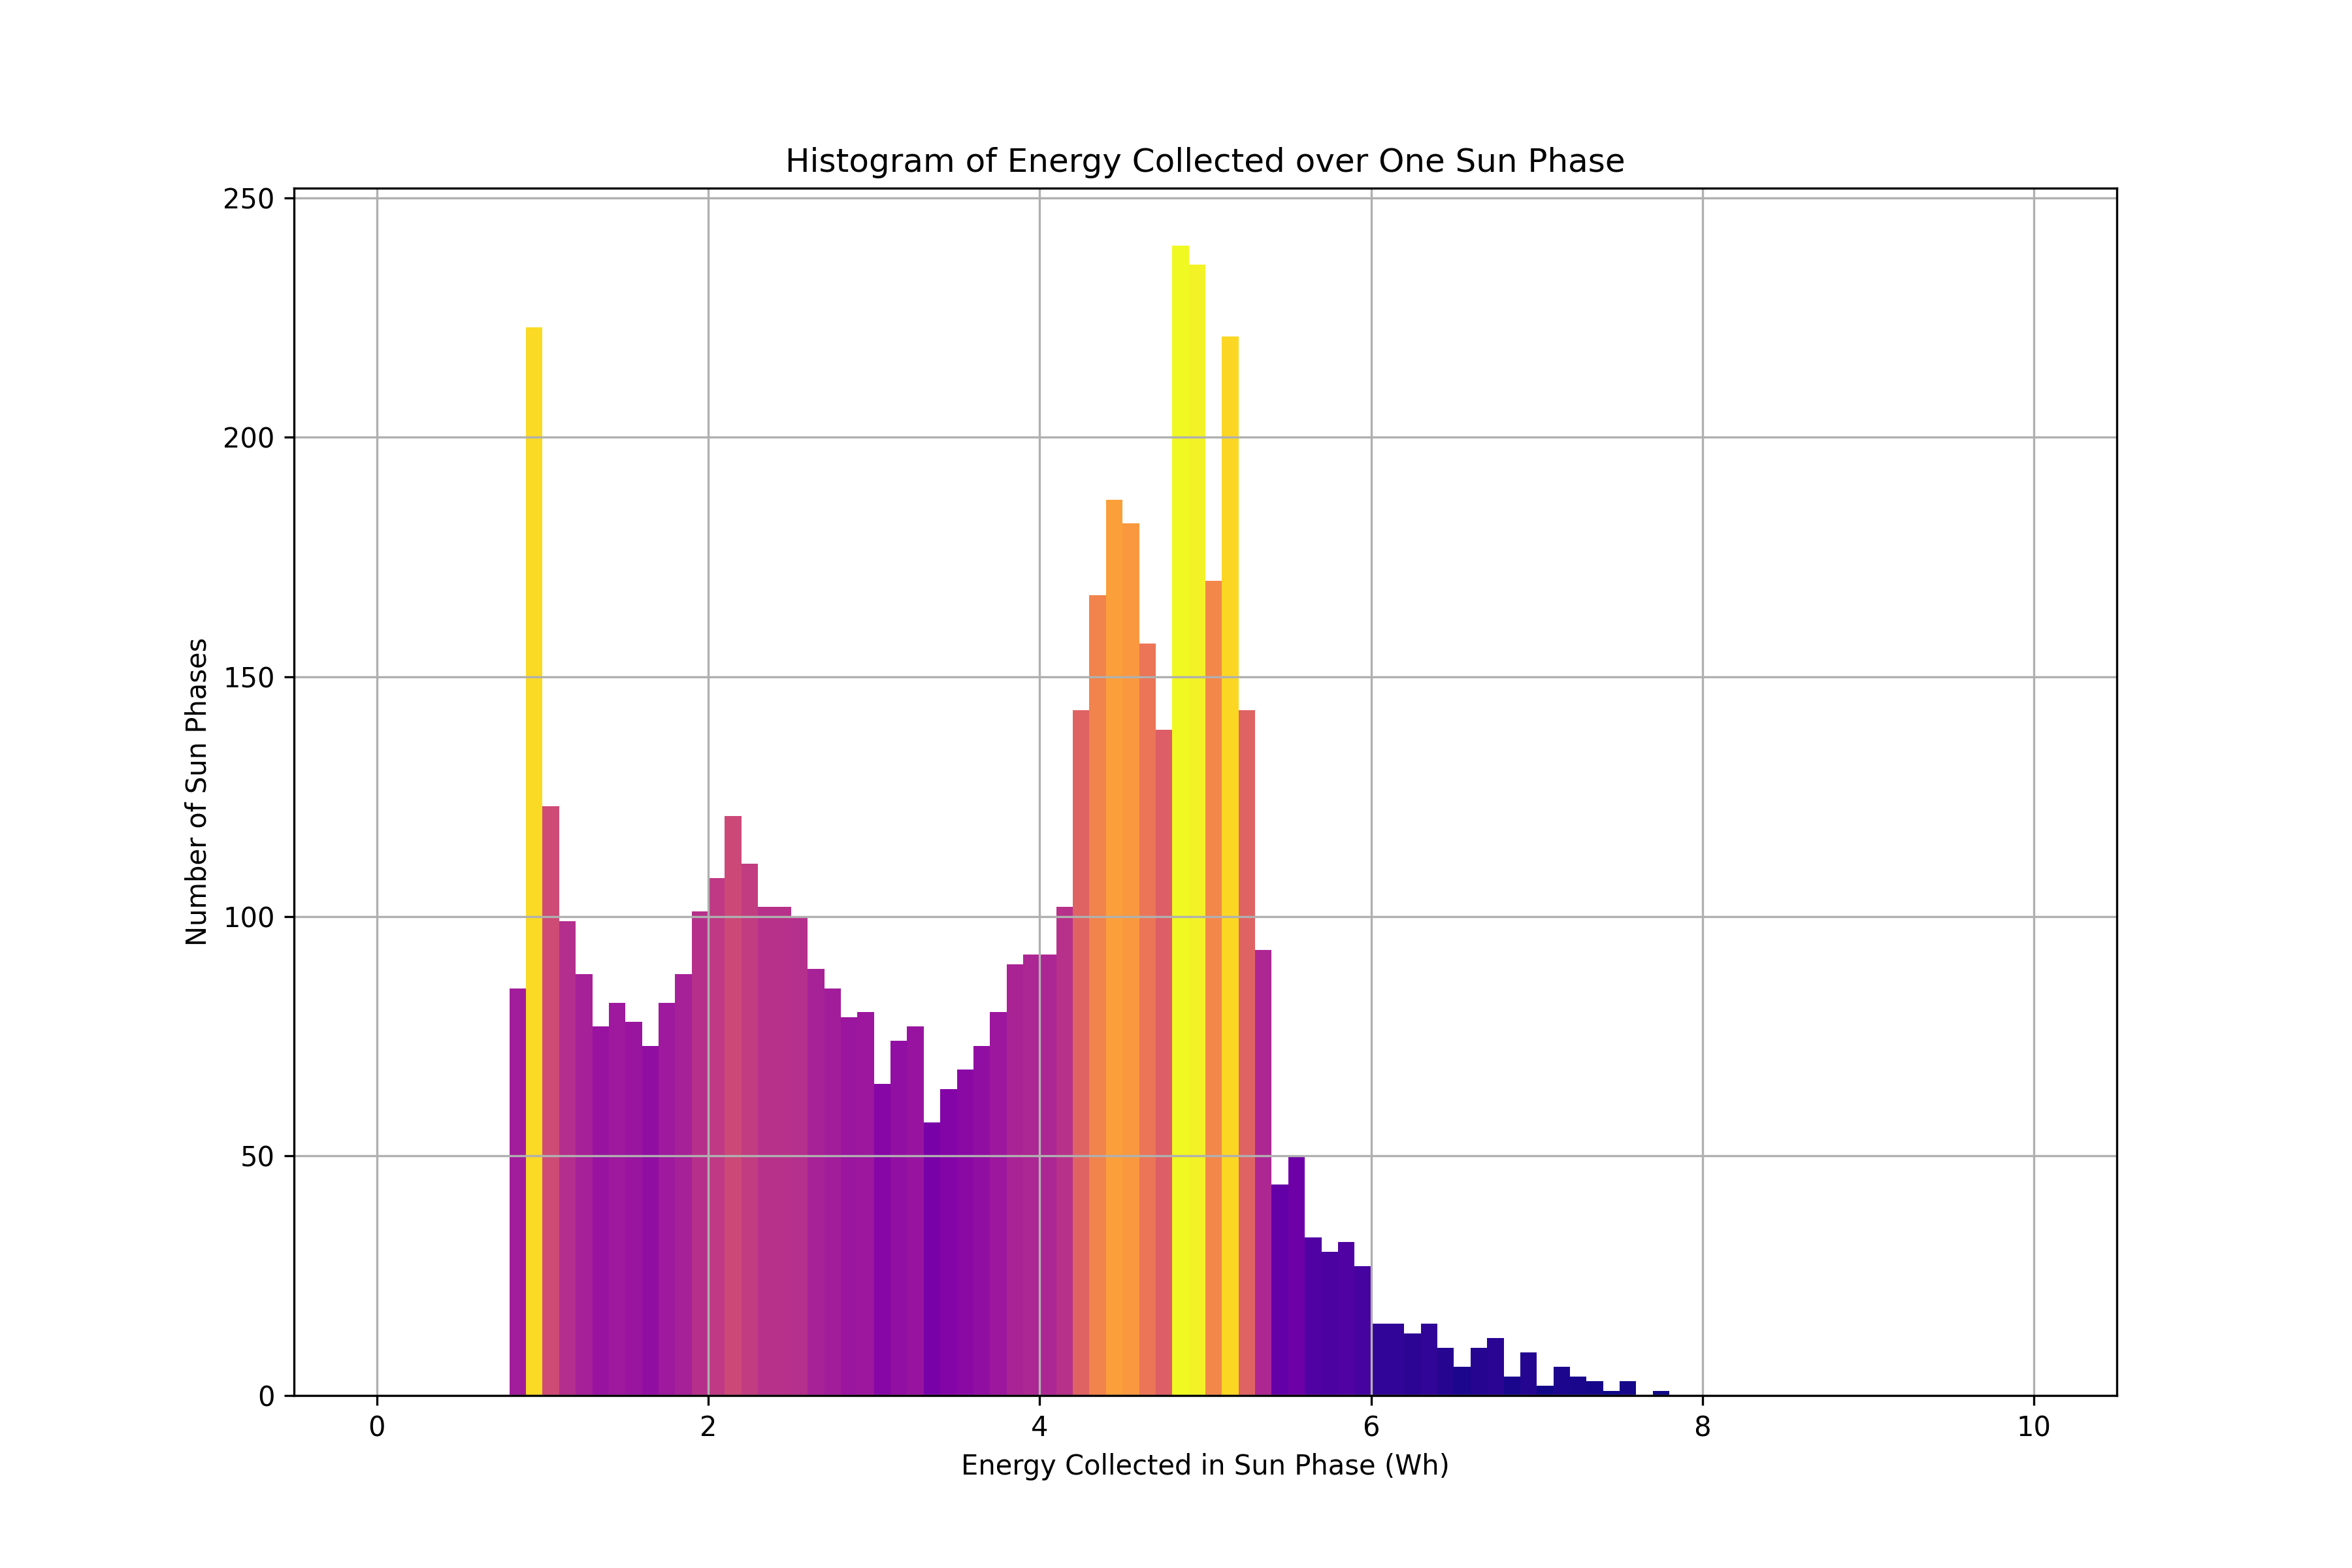 Histogram of Energy Collected over One Sun Phase
250
200
150
100
50
0
Number of Sun Phases
0 2 4 6 8 10
Energy Collected in Sun Phase (Wh)